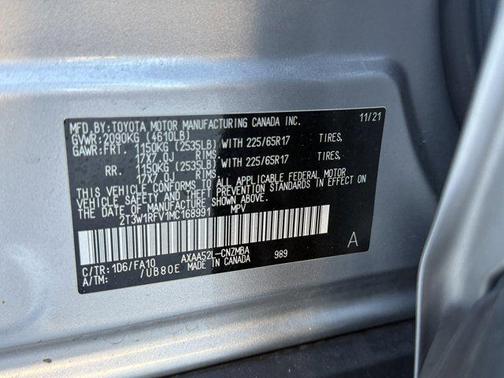 MFD. BY: TOYOTA MOTOR MANUFACTURING CANADA INC. 11/21
GVWR: 2090KG (4610LB)
GAWR: FRT. 1150KG (2535LB) WITH 225/65R17 TIRES,
17X7.0J RIMS
RR. 1150KG (2535LB) WITH 225/65R17 TIRES,
17X7.0J RIMS
THIS VEHICLE CONFORMS TO ALL APPLICABLE FEDERAL MOTOR
VEHICLE SAFETY STANDARDS IN EFFECT ON THE DATE OF
MANUFACTURE SHOWN ABOVE.
2T3W1RFV1MC168991 MPV
A
AXAA52L-CNZMBA 989
C/TR: 1D6/FA10 MADE IN CANADA
A/TM: /UB80E